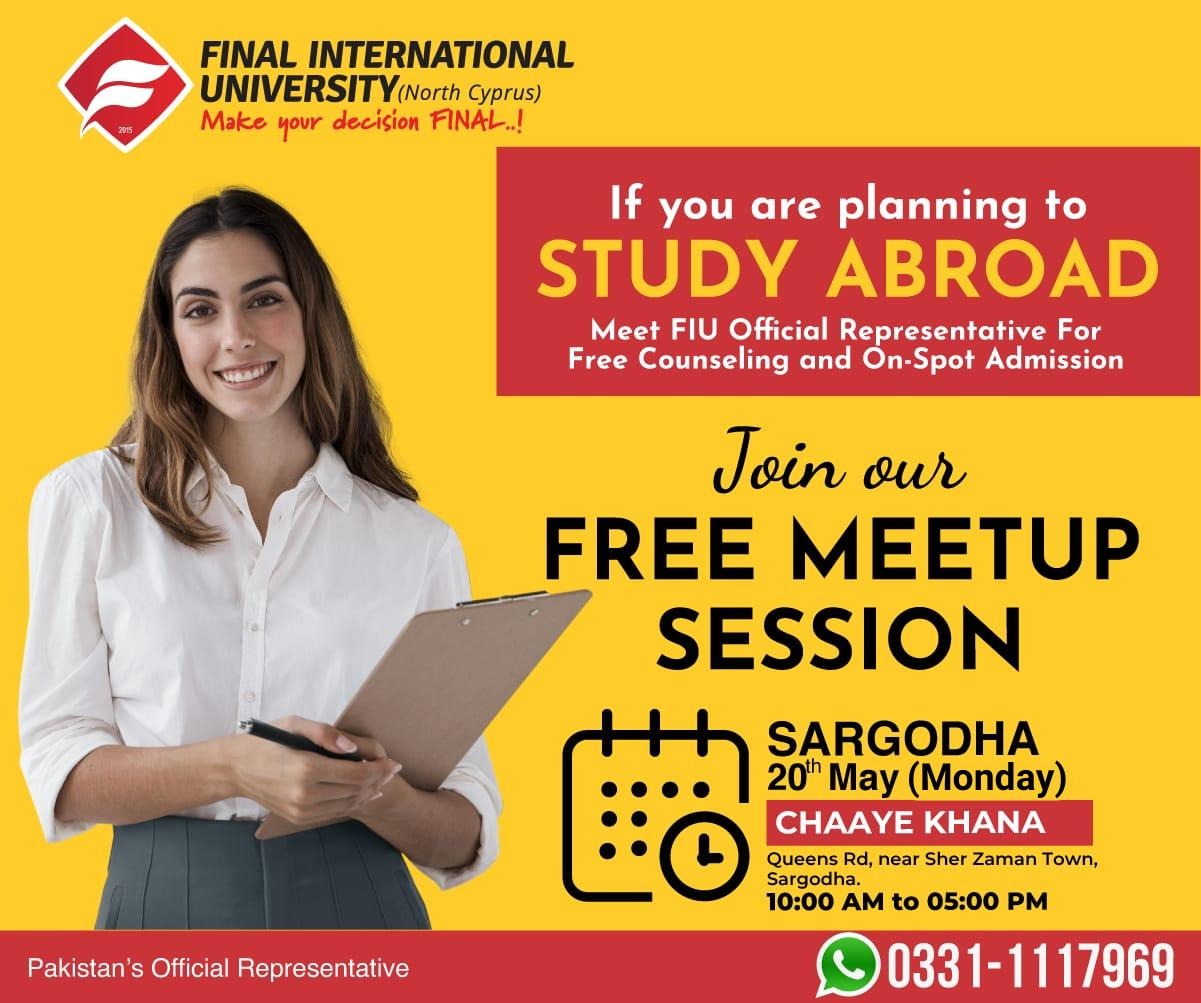 FINAL INTERNATIONAL
UNIVERSITY (North Cyprus)
Make your decision FINAL..!
2015
If you are planning to
STUDY ABROAD
Meet FIU Official Representative For
Free Counseling and On-Spot Admission
Join our
FREE MEETUP
SESSION
SARGODHA
20th May (Monday)
CHAAYE KHANA
Queens Rd, near Sher Zaman Town,
Sargodha.
10:00 AM to 05:00 PM
Pakistan's Official Representative
0331-1117969